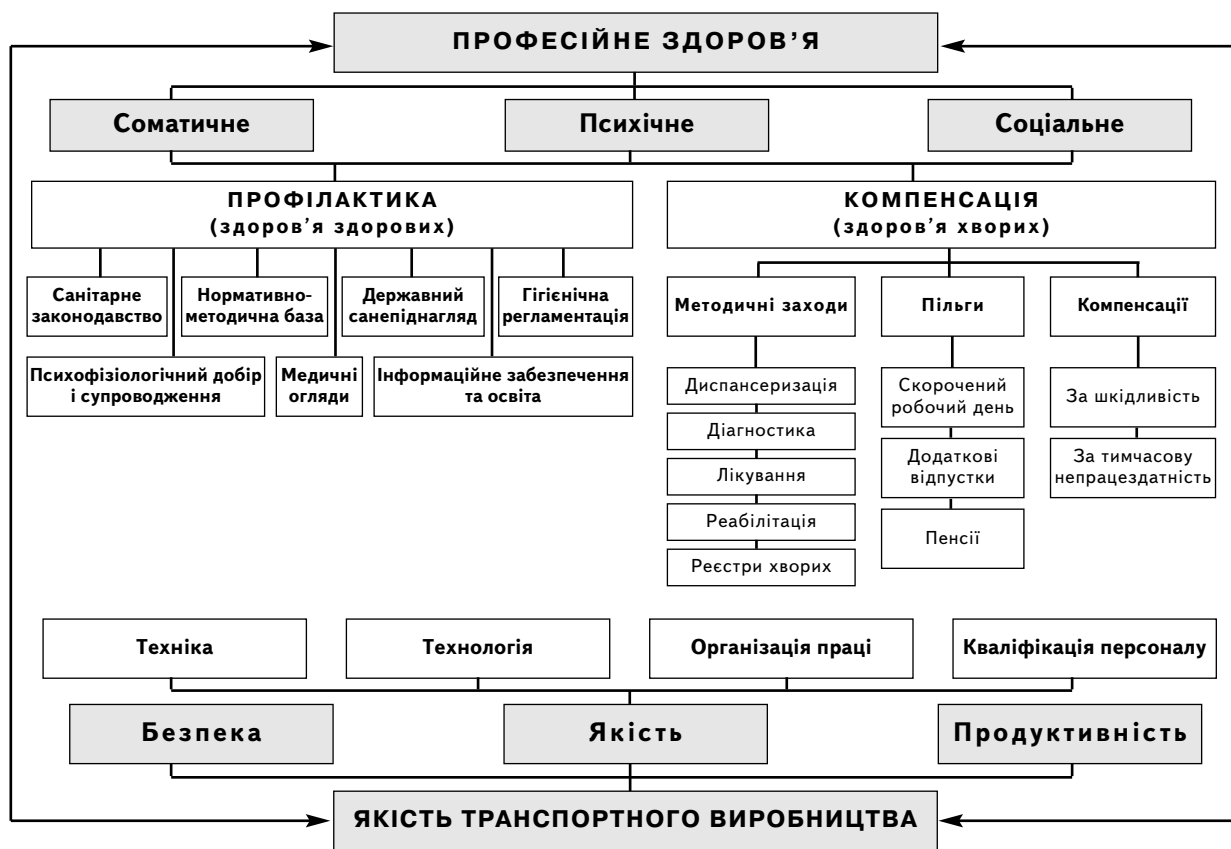 ПРОФЕСІЙНЕ ЗДОРОВ’Я
Соматичне
Психічне
Соціальне
ПРОФІЛАКТИКА
(здоров’я здорових)
КОМПЕНСАЦІЯ
(здоров’я хворих)
Санітарне
законодавство
Нормативно-
методична база
Державний
санепіднагляд
Гігієнічна
регламентація
Психофізіологічний добір
і супроводження
Медичні
огляди
Інформаційне забезпечення
та освіта
Методичні заходи
Диспансеризація
Діагностика
Лікування
Реабілітація
Реєстри хворих
Пільги
Скорочений
робочий день
Додаткові
відпустки
Пенсії
Компенсації
За шкідливість
За тимчасову
непрацездатність
Техніка
Технологія
Організація праці
Кваліфікація персоналу
Безпека
Якість
Продуктивність
ЯКІСТЬ ТРАНСПОРТНОГО ВИРОБНИЦТВА